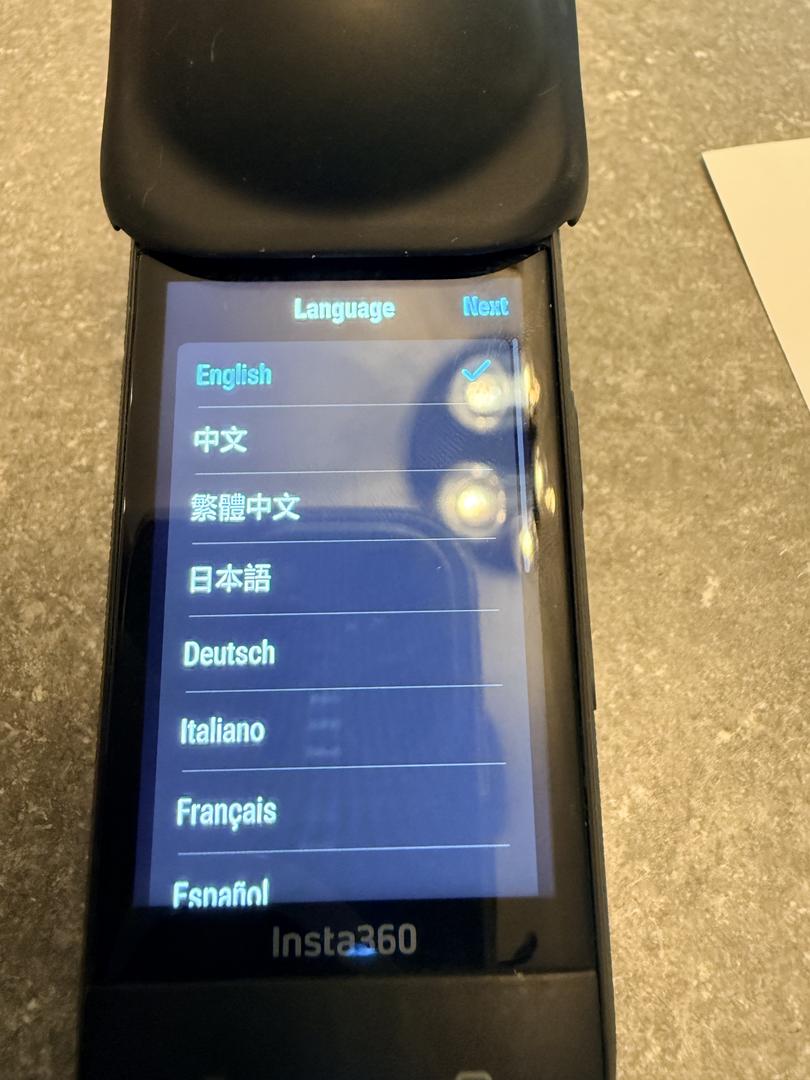 Language Next
English
中文
繁體中文
日本語
Deutsch
Italiano
Français
Español
Insta360